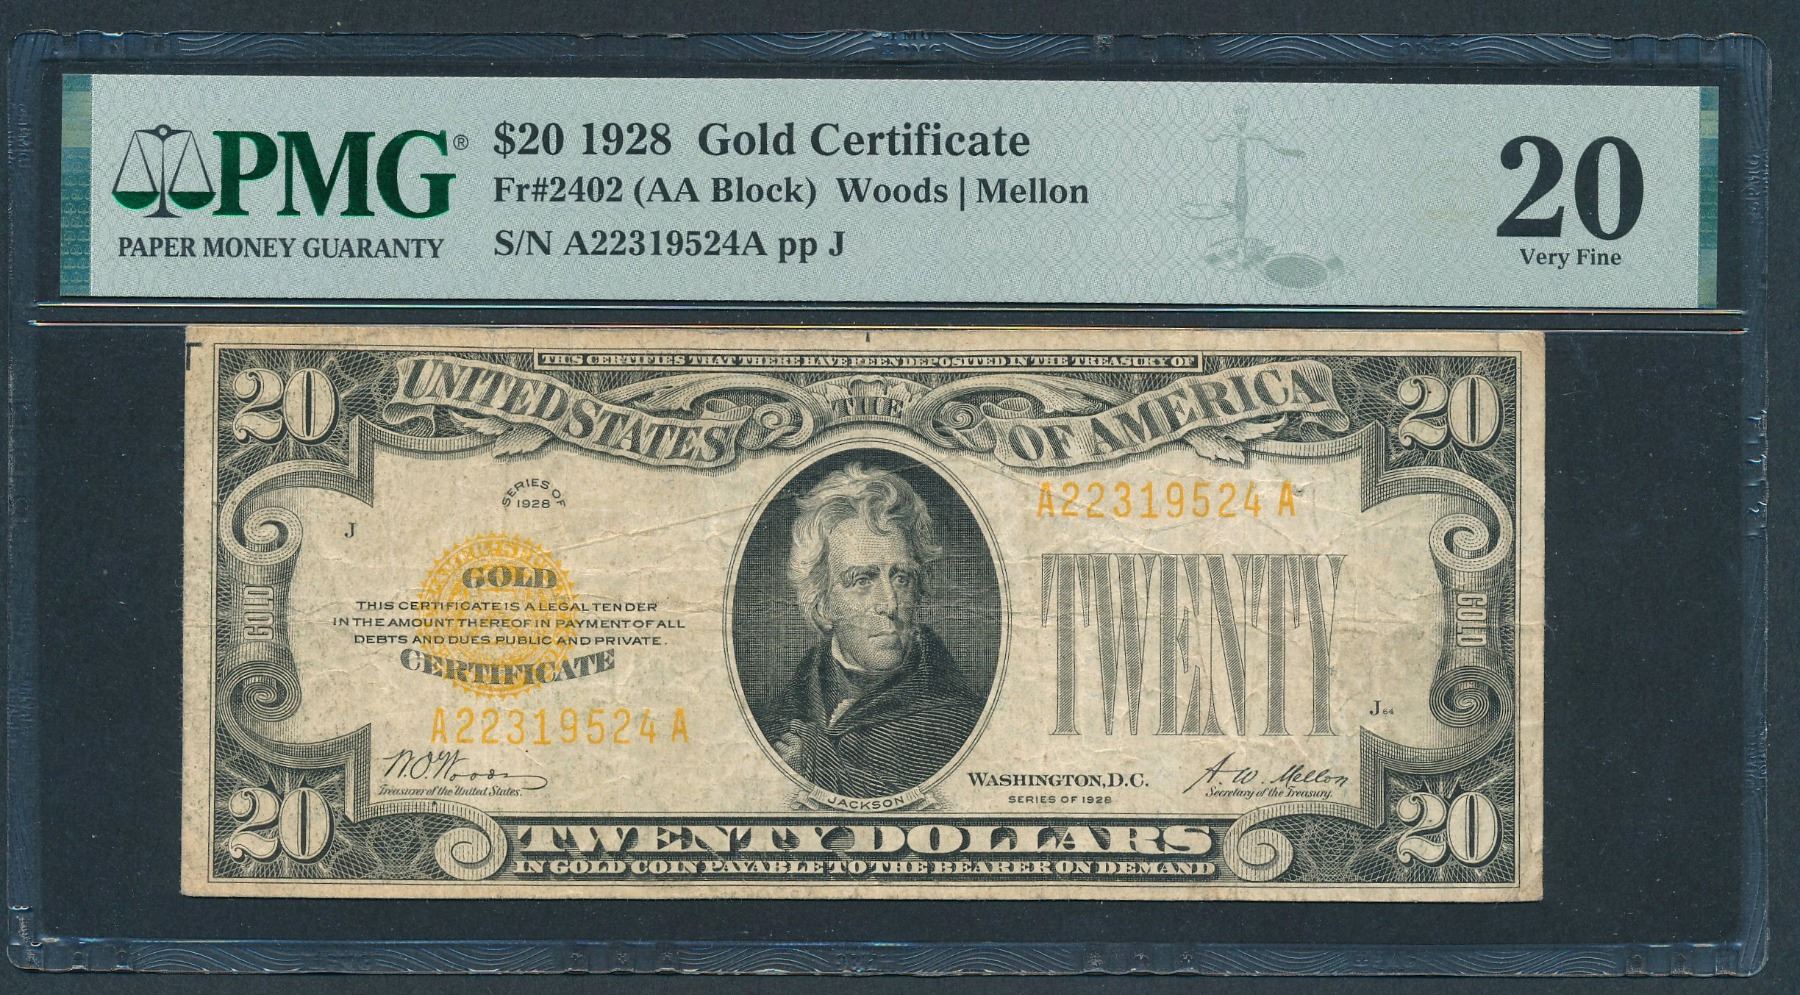 PMG®
PAPER MONEY GUARANTY
$20 1928 Gold Certificate
Fr#2402 (AA Block) Woods | Mellon
S/N A22319524A pp J
20
Very Fine
THIS CERTIFIES THAT THERE HAVE BEEN DEPOSITED IN THE TREASURY OF
20
UNITED STATES
THE
OF AMERICA
20
SERIES OF
1928
A22319524A
J
GOLD
GOLD
THIS CERTIFICATE IS A LEGAL TENDER
IN THE AMOUNT THEREOF IN PAYMENT OF ALL
DEBTS AND DUES PUBLIC AND PRIVATE.
CERTIFICATE
TWENTY
GOLD
A22319524A
J64
W.O. Woods
Treasurer of the United States.
JACKSON
WASHINGTON, D.C.
SERIES OF 1928
A. W. Mellon
Secretary of the Treasury.
20
TWENTY DOLLARS
IN GOLD COIN PAYABLE TO THE BEARER ON DEMAND
20